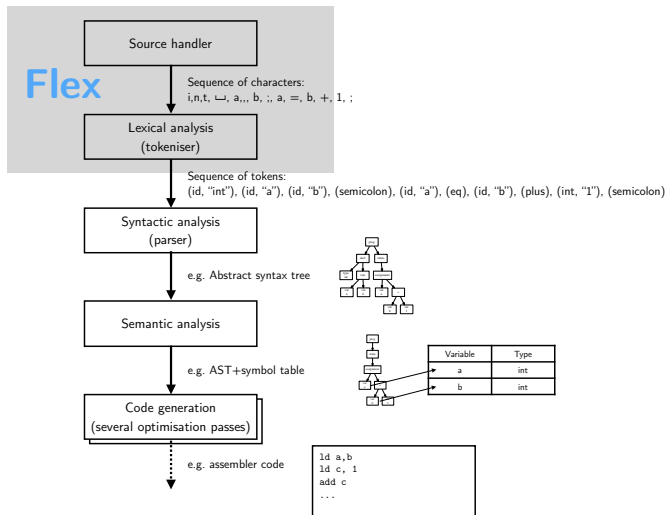 Source handler
Flex
Sequence of characters:
i,n,t, ⌴, a,,, b, ;, a, =, b, +, 1, ;
Lexical analysis
(tokeniser)
Sequence of tokens:
(id, “int”), (id, “a”), (id, “b”), (semicolon), (id, “a”), (eq), (id, “b”), (plus), (int, “1”), (semicolon)
Syntactic analysis
(parser)
e.g. Abstract syntax tree
Semantic analysis
e.g. AST+symbol table
Variable Type
a int
b int
Code generation
(several optimisation passes)
e.g. assembler code
ld a,b
ld c, 1
add c
...